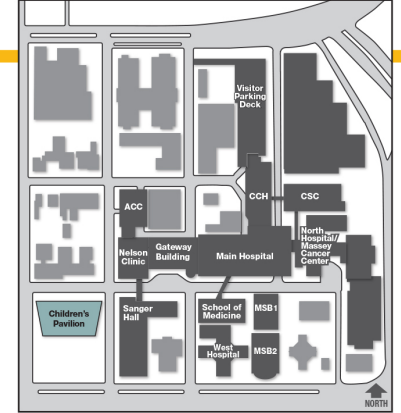 Visitor
Parking
Deck
CCH
CSC
ACC
North
Hospital/
Massey
Cancer
Center
Nelson
Clinic
Gateway
Building
Main Hospital
Children's
Pavilion
Sanger
Hall
School of
Medicine
MSB1
West
Hospital
MSB2
NORTH